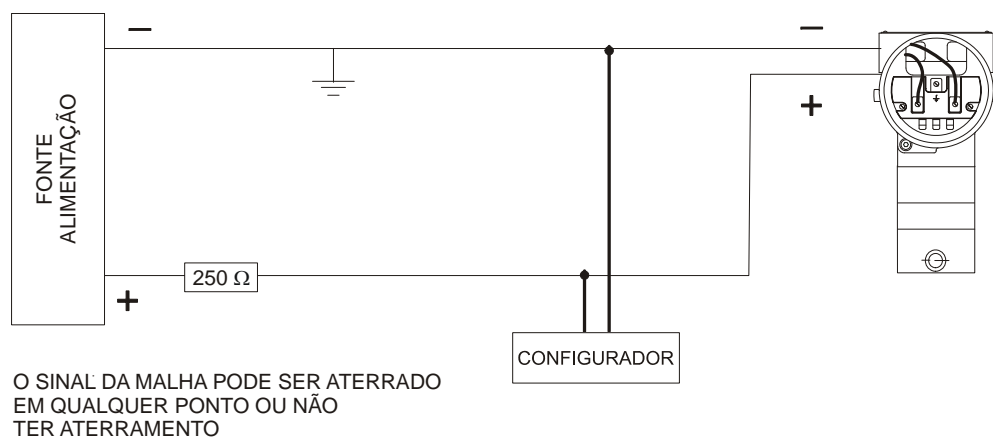 FONTE
ALIMENTAÇÃO
−
−
+
250 Ω
+
CONFIGURADOR
O SINAL DA MALHA PODE SER ATERRADO
EM QUALQUER PONTO OU NÃO
TER ATERRAMENTO